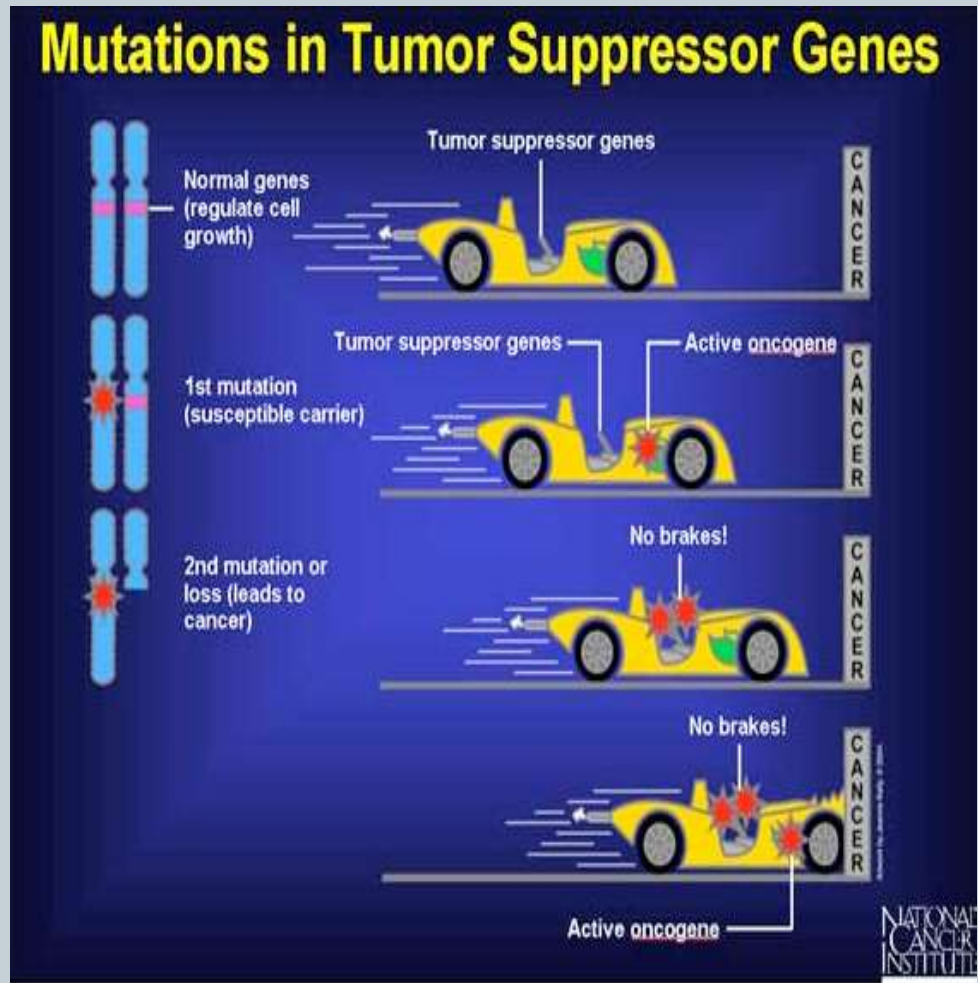 Mutations in Tumor Suppressor Genes
Tumor suppressor genes
Normal genes
(regulate cell
growth)
CANCER
Tumor suppressor genes
Active oncogene
1st mutation
(susceptible carrier)
CANCER
No brakes!
2nd mutation or
loss (leads to
cancer)
CANCER
No brakes!
CANCER
Active oncogene
NATIONAL
CANCER
INSTITUTE